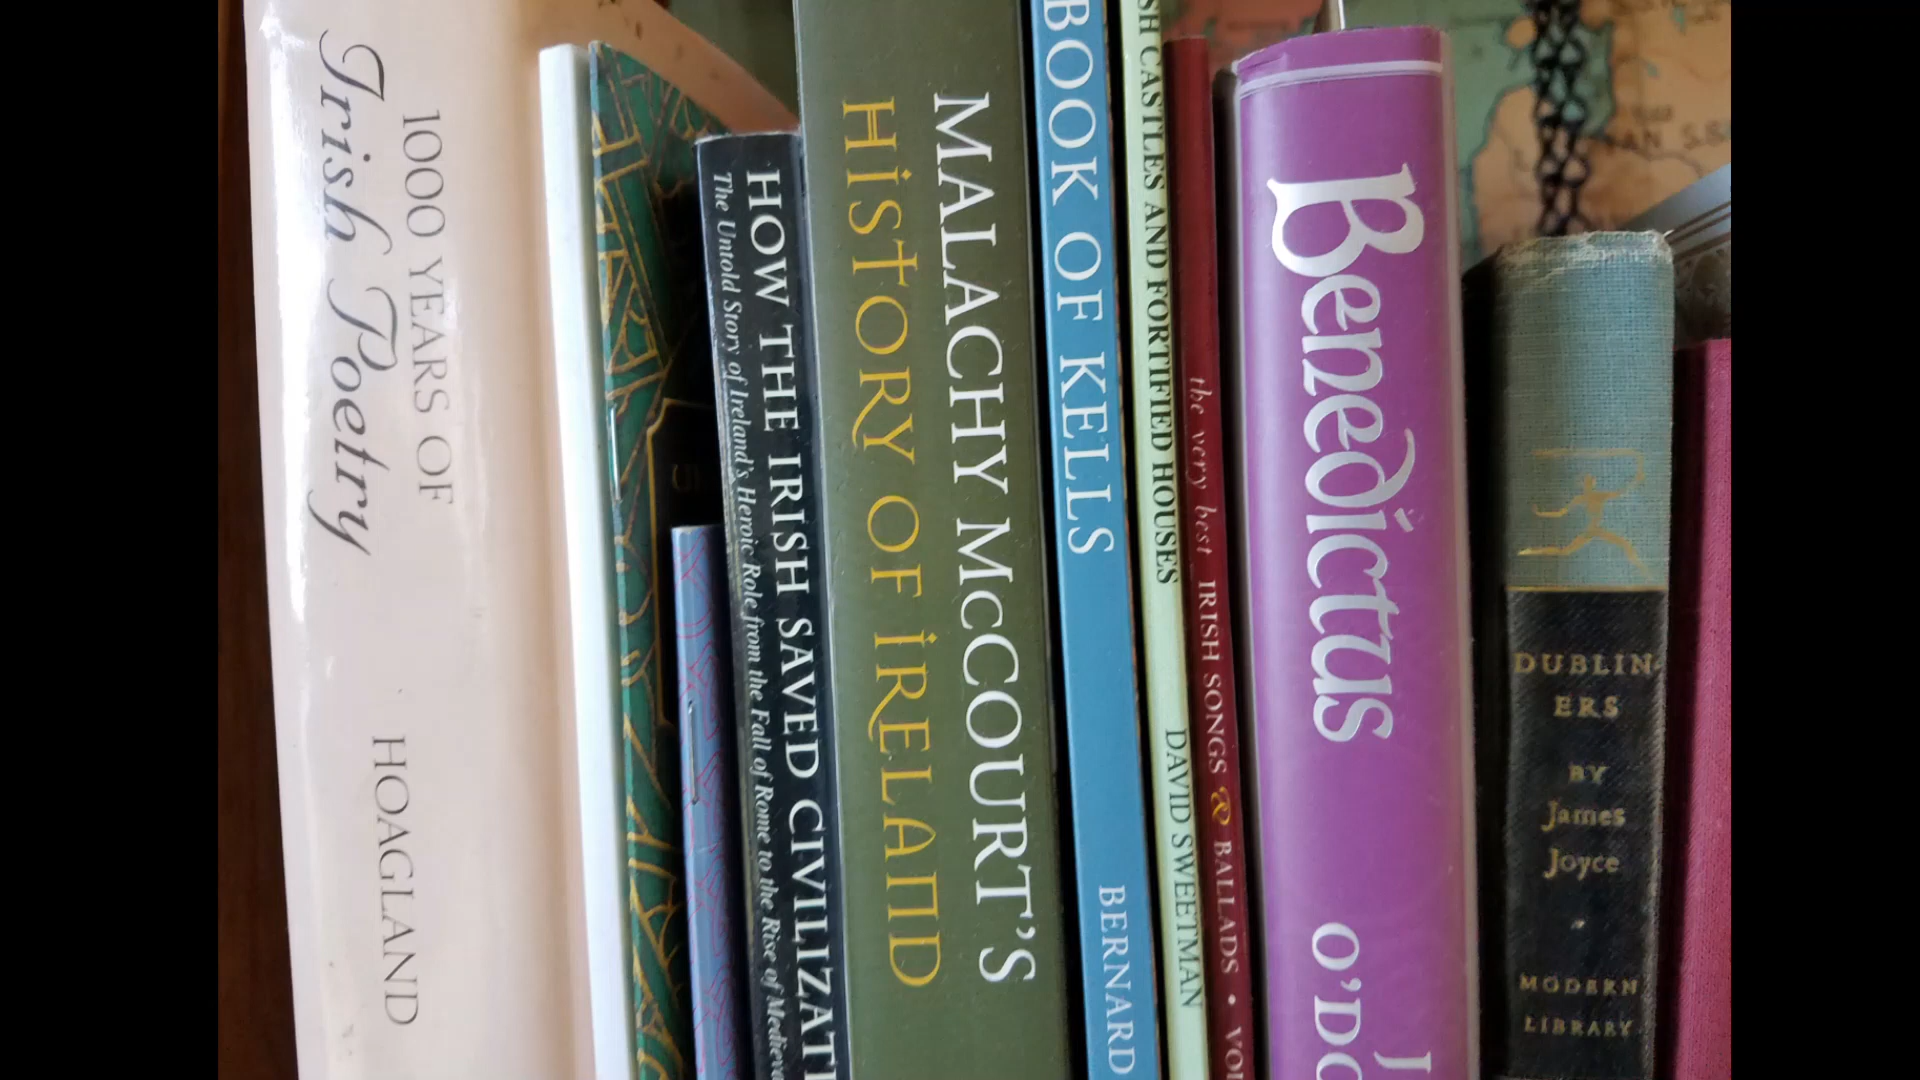 1000 YEARS OF
Irish Poetry
HOAGLAND
HOW THE IRISH SAVED CIVILIZATI
The Untold Story of Ireland's Heroic Role from the Fall of Rome to the Rise of Medieva
MALACHY MCCOURT'S
HISTORY OF IRELAND
BOOK OF KELLS
BERNARD
SH CASTLES AND FORTIFIED HOUSES
DAVID SWEETMAN
the very best IRISH SONGS & BALLADS • VOL
Benedictus
J
O'DO
DUBLIN-
ERS
BY
James
Joyce
MODERN
LIBRARY